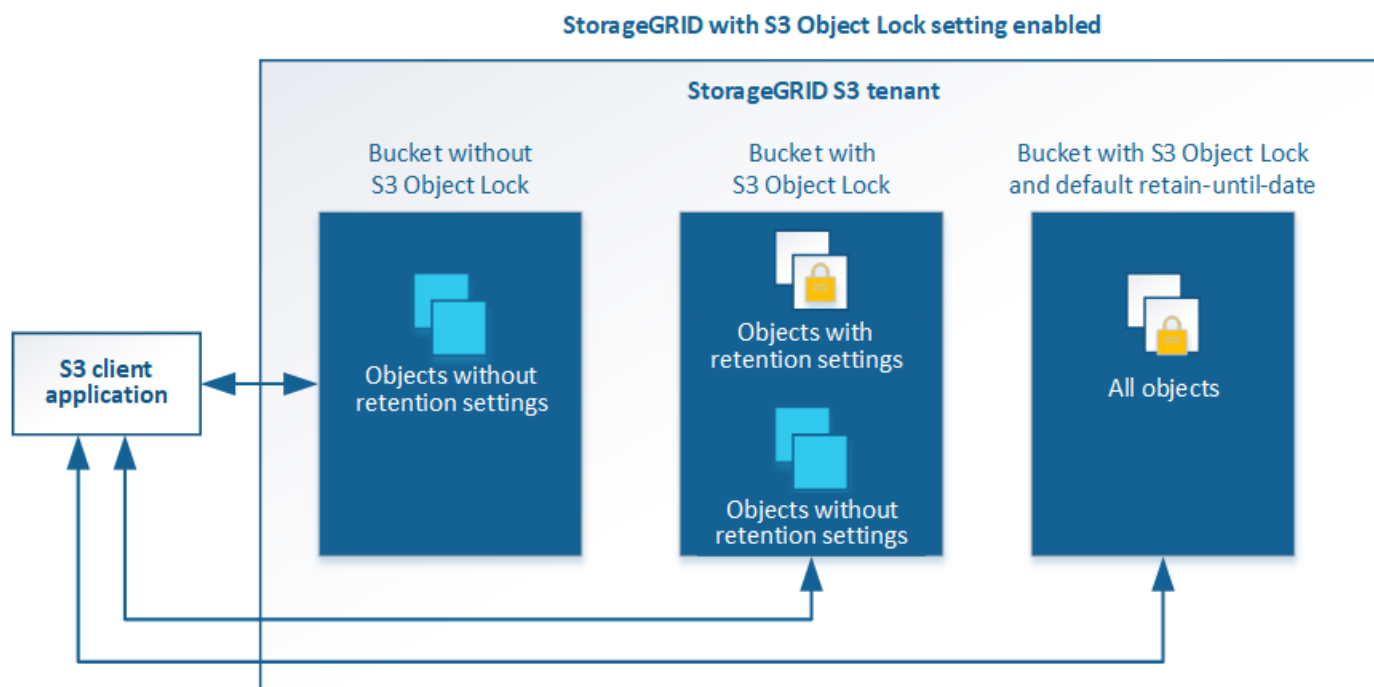 StorageGRID with S3 Object Lock setting enabled
StorageGRID S3 tenant
Bucket without
S3 Object Lock
Bucket with
S3 Object Lock
Bucket with S3 Object Lock
and default retain-until-date
S3 client
application
Objects without
retention settings
Objects with
retention settings
Objects without
retention settings
All objects